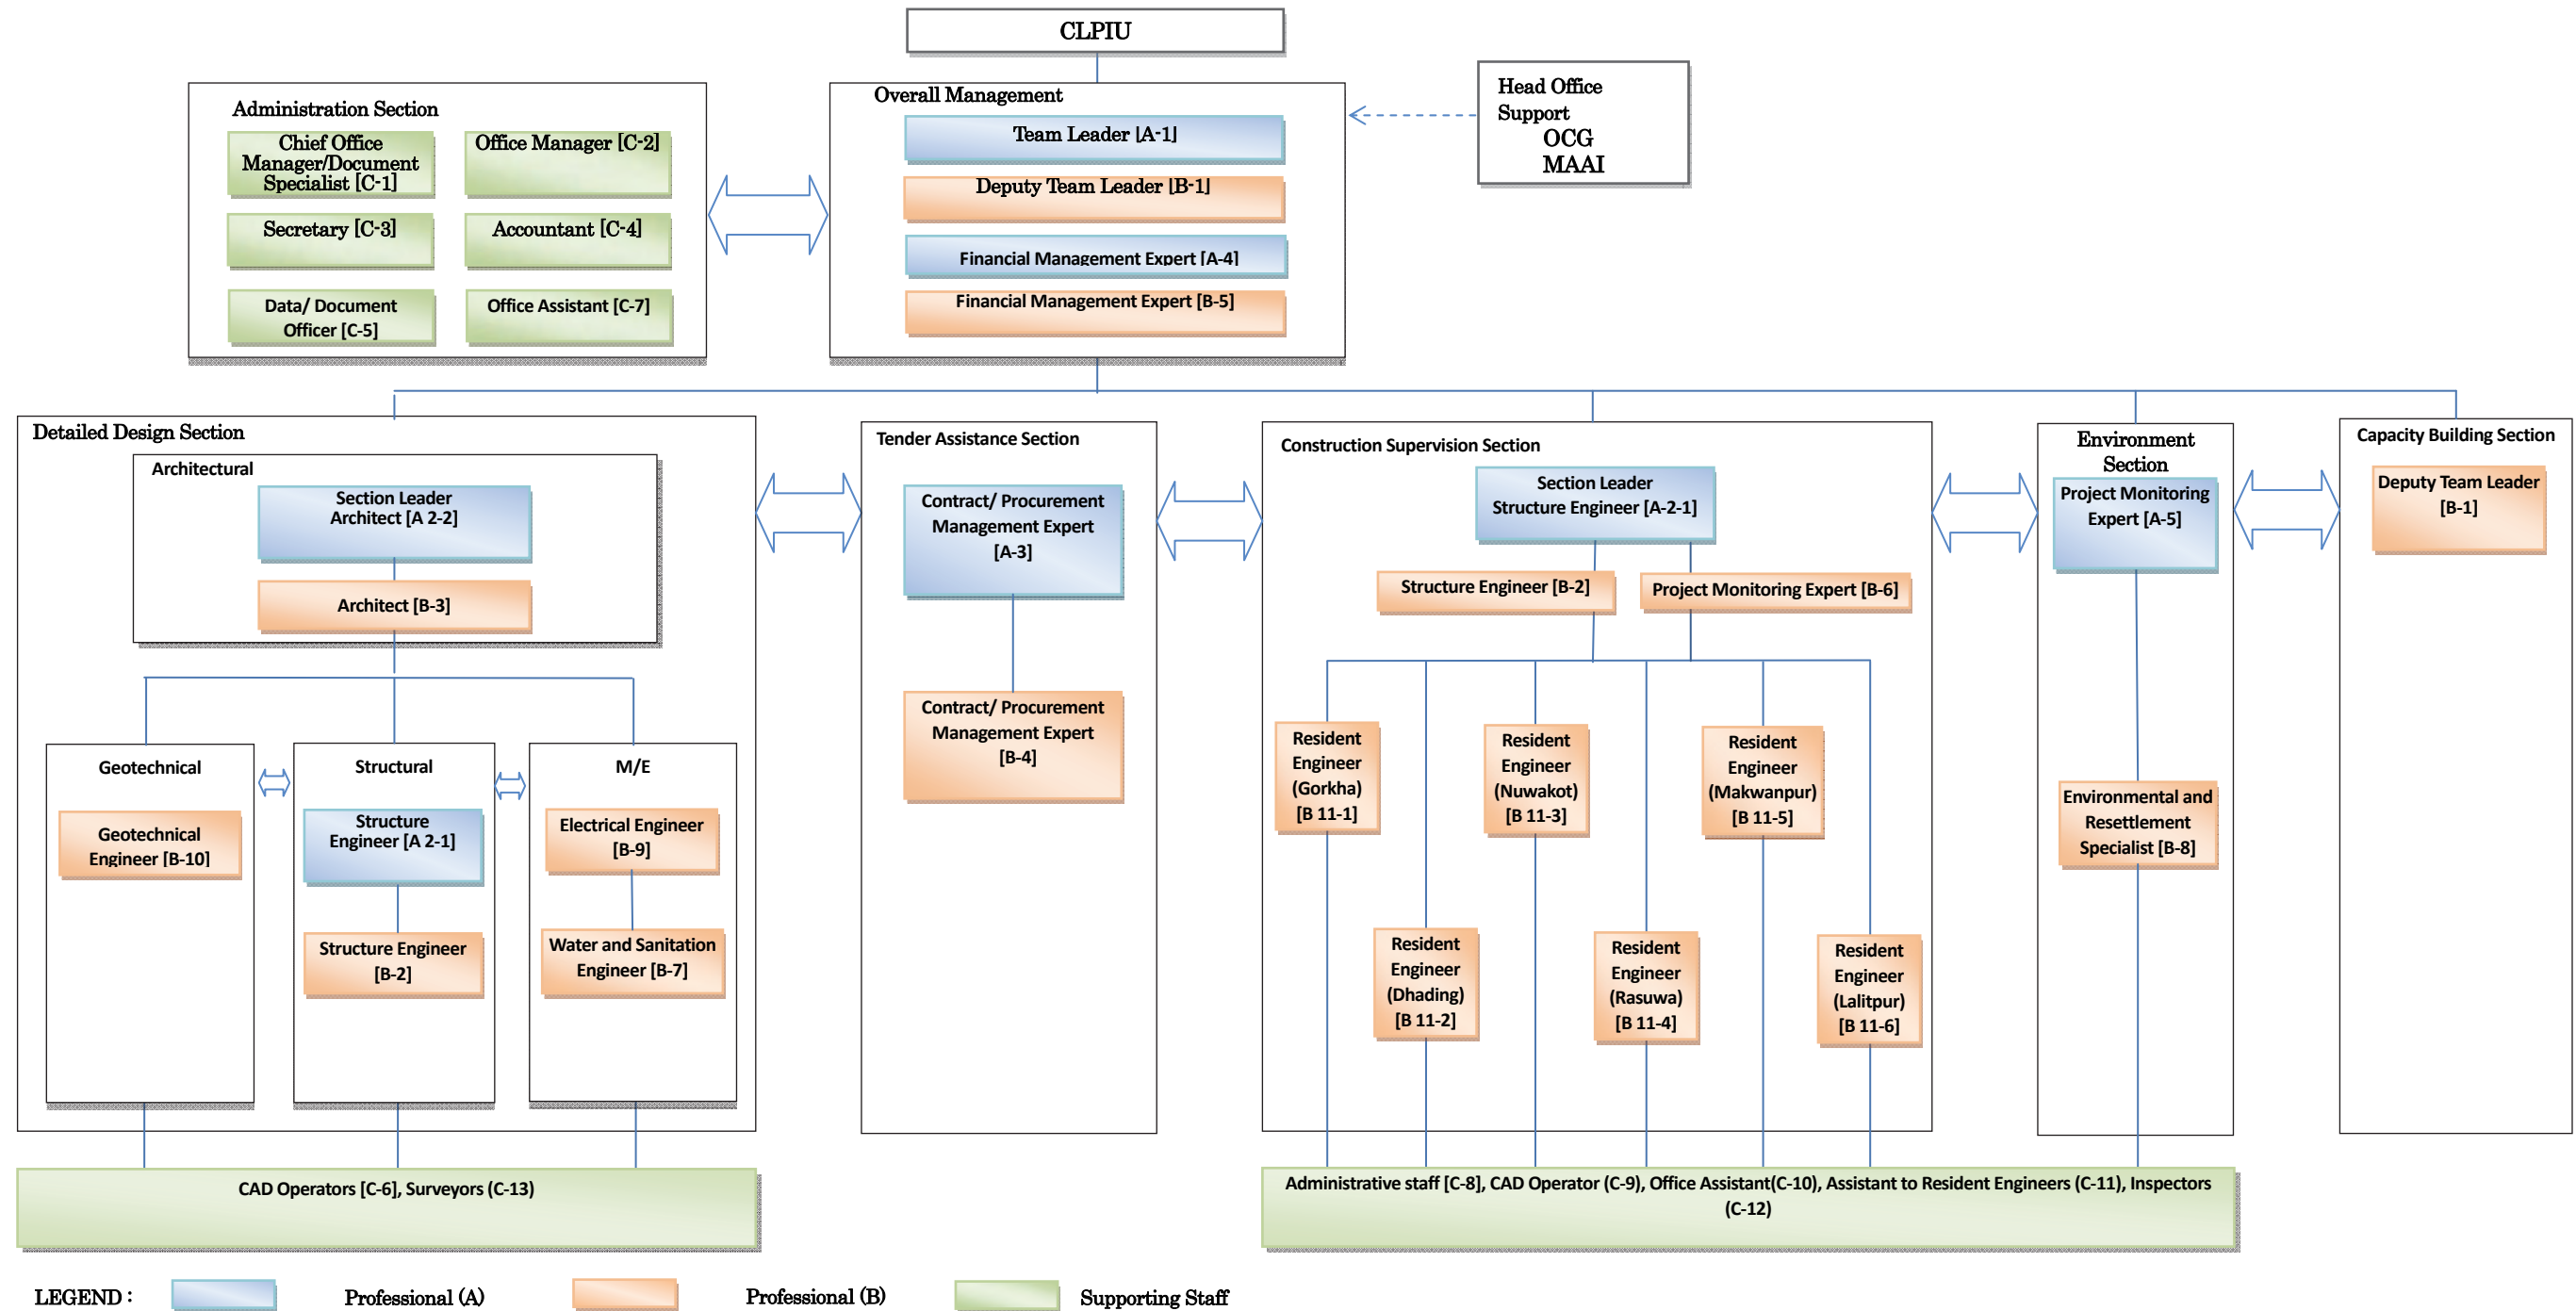 CLPIU
Administration Section
Chief Office
Manager/Document
Specialist [C-1]
Office Manager [C-2]
Secretary [C-3]
Accountant [C-4]
Data/ Document
Officer [C-5]
Office Assistant [C-7]
Overall Management
Team Leader [A-1]
Deputy Team Leader [B-1]
Financial Management Expert [A-4]
Financial Management Expert [B-5]
Head Office
Support
OCG
MAAI
Detailed Design Section
Architectural
Section Leader
Architect [A 2-2]
Architect [B-3]
Geotechnical
Geotechnical
Engineer [B-10]
Structural
Structure
Engineer [A 2-1]
Structure Engineer
[B-2]
M/E
Electrical Engineer
[B-9]
Water and Sanitation
Engineer [B-7]
Tender Assistance Section
Contract/ Procurement
Management Expert
[A-3]
Contract/ Procurement
Management Expert
[B-4]
Construction Supervision Section
Section Leader
Structure Engineer [A-2-1]
Structure Engineer [B-2]
Project Monitoring Expert [B-6]
Resident
Engineer
(Gorkha)
[B 11-1]
Resident
Engineer
(Nuwakot)
[B 11-3]
Resident
Engineer
(Makwanpur)
[B 11-5]
Resident
Engineer
(Dhading)
[B 11-2]
Resident
Engineer
(Rasuwa)
[B 11-4]
Resident
Engineer
(Lalitpur)
[B 11-6]
Environment
Section
Project Monitoring
Expert [A-5]
Environmental and
Resettlement
Specialist [B-8]
Capacity Building Section
Deputy Team Leader
[B-1]
CAD Operators [C-6], Surveyors (C-13)
Administrative staff [C-8], CAD Operator (C-9), Office Assistant(C-10), Assistant to Resident Engineers (C-11), Inspectors
(C-12)
LEGEND :
Professional (A)
Professional (B)
Supporting Staff